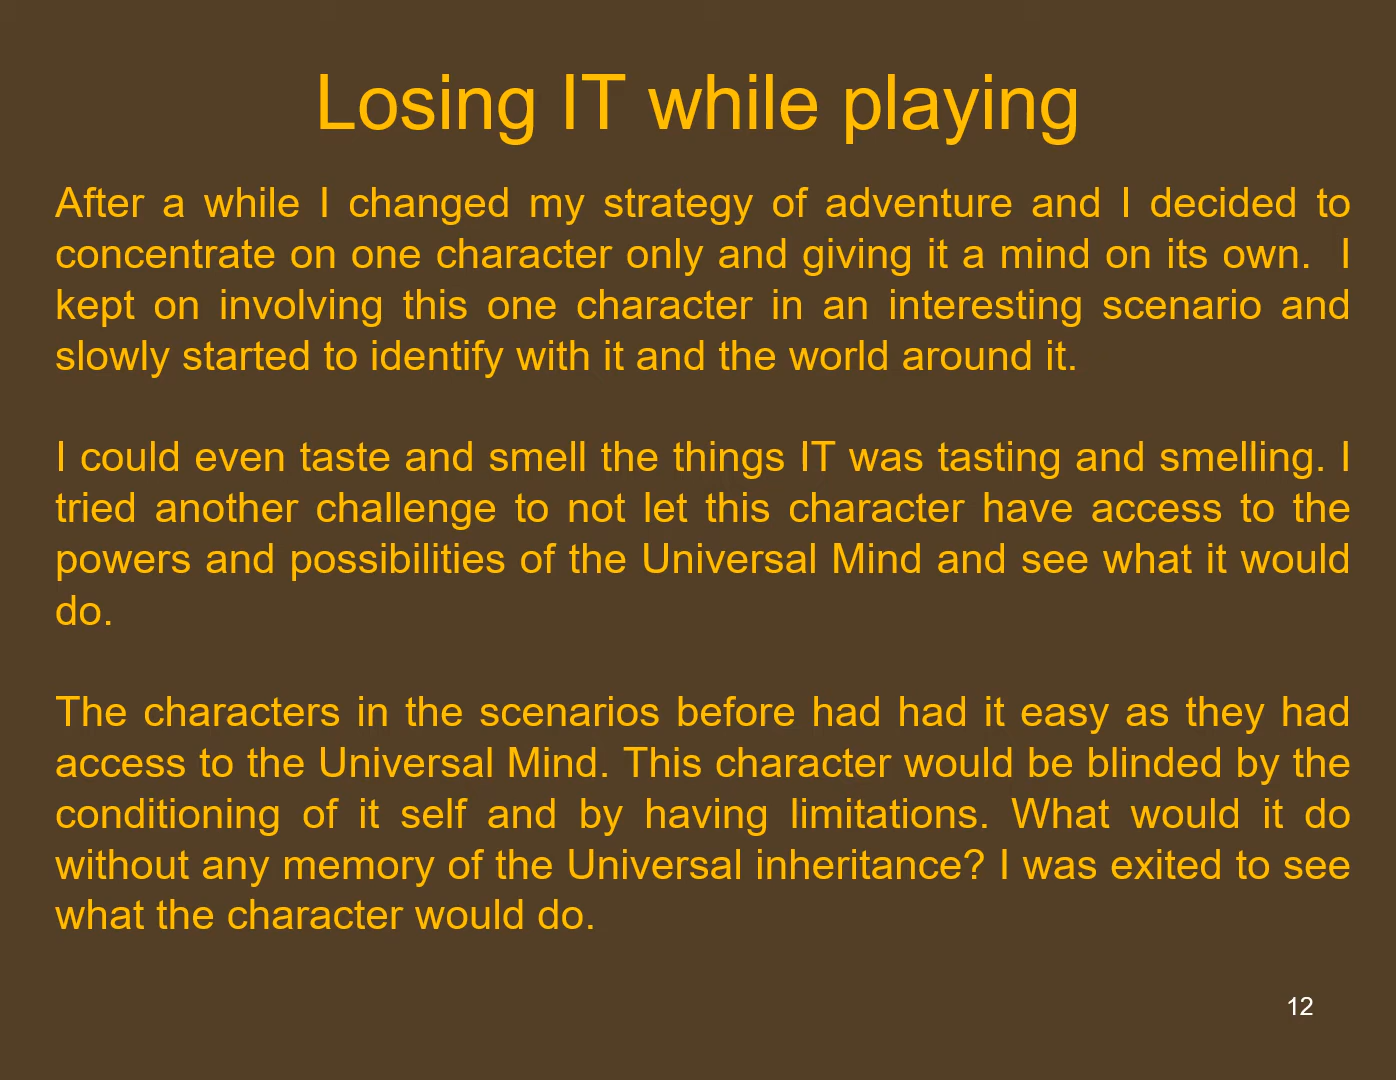 Losing IT while playing
After a while I changed my strategy of adventure and I decided to
concentrate on one character only and giving it a mind on its own.  I
kept on involving this one character in an interesting scenario and
slowly started to identify with it and the world around it.
I could even taste and smell the things IT was tasting and smelling. I
tried another challenge to not let this character have access to the
powers and possibilities of the Universal Mind and see what it would
do.
The characters in the scenarios before had had it easy as they had
access to the Universal Mind. This character would be blinded by the
conditioning of it self and by having limitations. What would it do
without any memory of the Universal inheritance? I was exited to see
what the character would do.
12